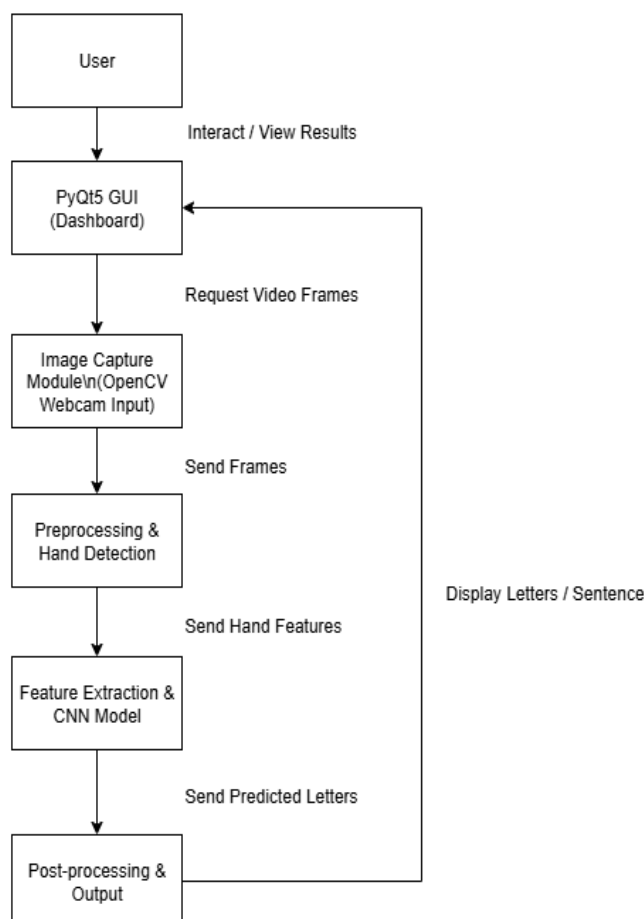 User
Interact / View Results
PyQt5 GUI
(Dashboard)
Request Video Frames
Image Capture
Module\n(OpenCV
Webcam Input)
Send Frames
Preprocessing &
Hand Detection
Display Letters / Sentence
Send Hand Features
Feature Extraction &
CNN Model
Send Predicted Letters
Post-processing &
Output